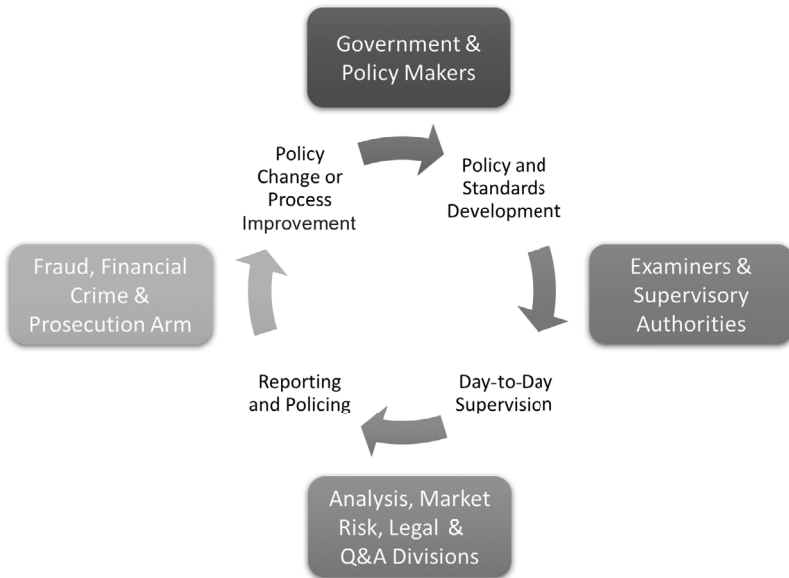 Government &
Policy Makers
Policy
Change or
Process
Improvement
Policy and
Standards
Development
Fraud, Financial
Crime &
Prosecution Arm
Examiners &
Supervisory
Authorities
Reporting
and Policing
Day-to-Day
Supervision
Analysis, Market
Risk, Legal &
Q&A Divisions